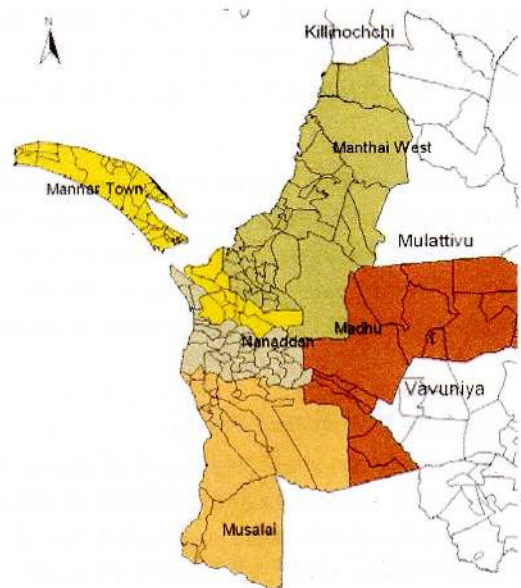 N
Killinochchi
Manthai West
Mannar Town
Mulattivu
Nanaddan
Madhu
Vavuniya
Musalai